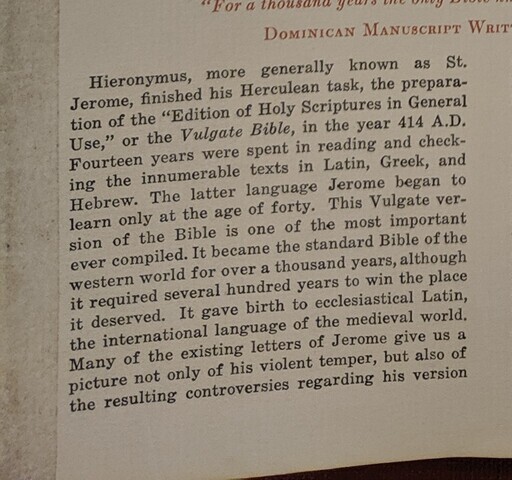 "For a thousand years the only Bible
DOMINICAN MANUSCRIPT
Hieronymus, more generally known as St.
Jerome, finished his Herculean task, the prepara-
tion of the "Edition of Holy Scriptures in General
Use," or the Vulgate Bible, in the year 414 A.D.
Fourteen years were spent in reading and check-
ing the innumerable texts in Latin, Greek, and
Hebrew. The latter language Jerome began to
learn only at the age of forty. This Vulgate ver-
sion of the Bible is one of the most important
ever compiled. It became the standard Bible of the
western world for over a thousand years, although
it required several hundred years to win the place
it deserved. It gave birth to ecclesiastical Latin,
the international language of the medieval world.
Many of the existing letters of Jerome give us a
picture not only of his violent temper, but also of
the resulting controversies regarding his version